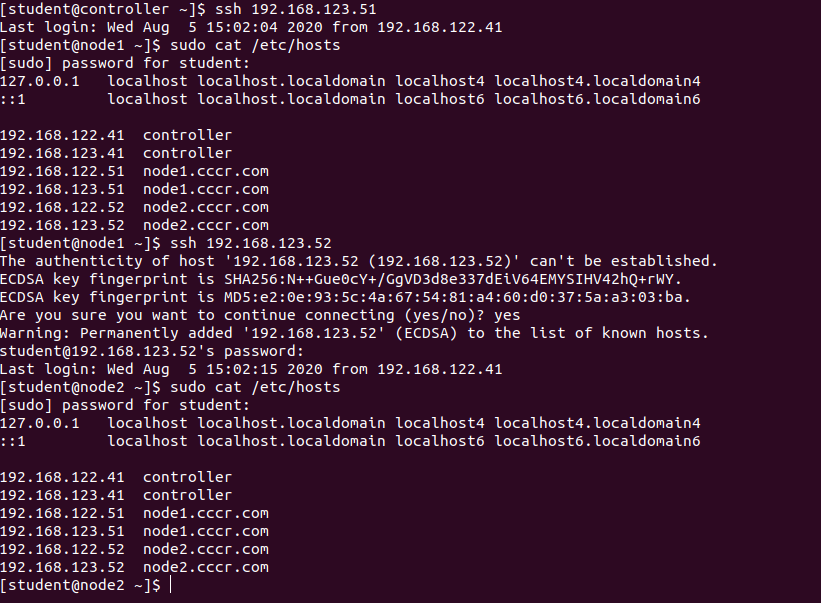 [student@controller ~]$ ssh 192.168.123.51
Last login: Wed Aug  5 15:02:04 2020 from 192.168.122.41
[student@node1 ~]$ sudo cat /etc/hosts
[sudo] password for student:
127.0.0.1   localhost localhost.localdomain localhost4 localhost4.localdomain4
::1         localhost localhost.localdomain localhost6 localhost6.localdomain6

192.168.122.41  controller
192.168.123.41  controller
192.168.122.51  node1.cccr.com
192.168.123.51  node1.cccr.com
192.168.122.52  node2.cccr.com
192.168.123.52  node2.cccr.com
[student@node1 ~]$ ssh 192.168.123.52
The authenticity of host '192.168.123.52 (192.168.123.52)' can't be established.
ECDSA key fingerprint is SHA256:N++Gue0cY+/GgVD3d8e337dEiV64EMYSIHV42hQ+rWY.
ECDSA key fingerprint is MD5:e2:0e:93:5c:4a:67:54:81:a4:60:d0:37:5a:a3:03:ba.
Are you sure you want to continue connecting (yes/no)? yes
Warning: Permanently added '192.168.123.52' (ECDSA) to the list of known hosts.
student@192.168.123.52's password:
Last login: Wed Aug  5 15:02:15 2020 from 192.168.122.41
[student@node2 ~]$ sudo cat /etc/hosts
[sudo] password for student:
127.0.0.1   localhost localhost.localdomain localhost4 localhost4.localdomain4
::1         localhost localhost.localdomain localhost6 localhost6.localdomain6

192.168.122.41  controller
192.168.123.41  controller
192.168.122.51  node1.cccr.com
192.168.123.51  node1.cccr.com
192.168.122.52  node2.cccr.com
192.168.123.52  node2.cccr.com
[student@node2 ~]$